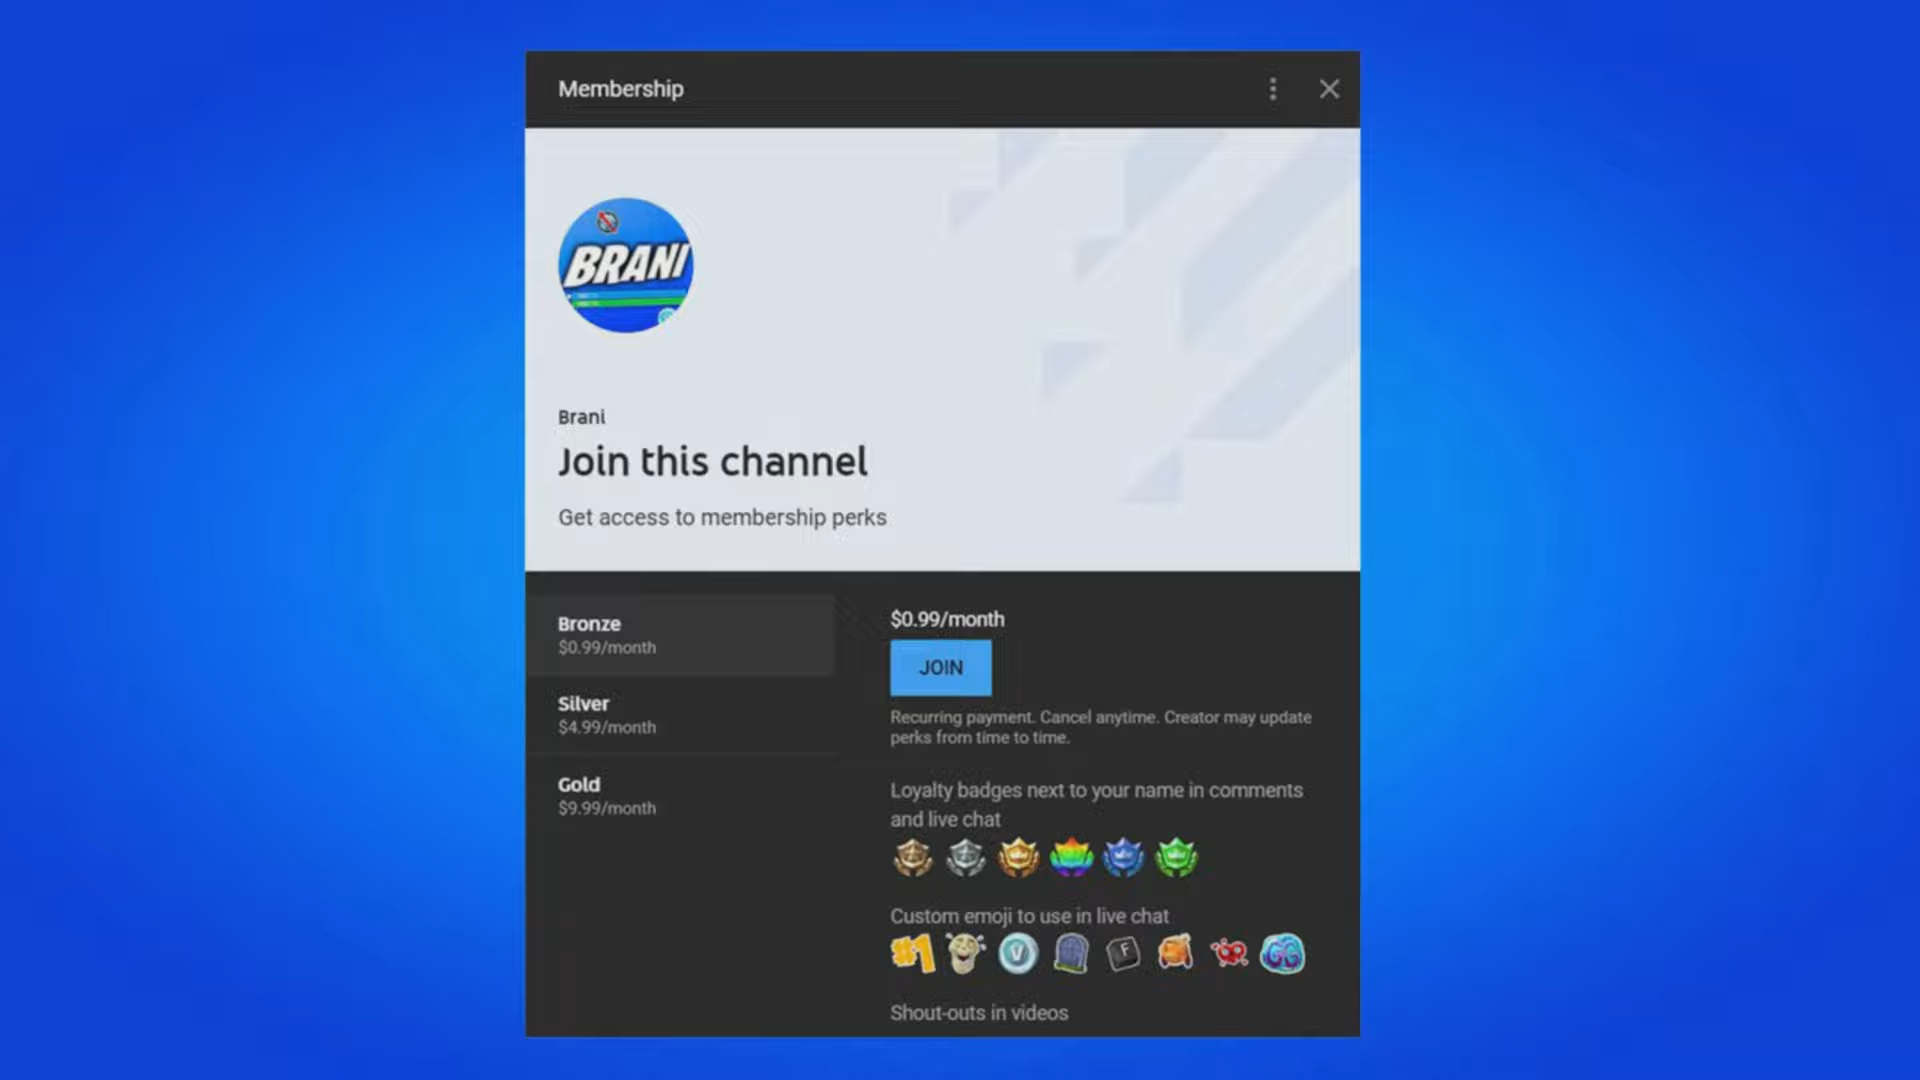 Membership
BRANI
Brani
Join this channel
Get access to membership perks
Bronze
$0.99/month
Silver
$4.99/month
Gold
$9.99/month
$0.99/month
JOIN
Recurring payment. Cancel anytime. Creator may update
perks from time to time.
Loyalty badges next to your name in comments
and live chat
Custom emoji to use in live chat
#1 V F GG
Shout-outs in videos